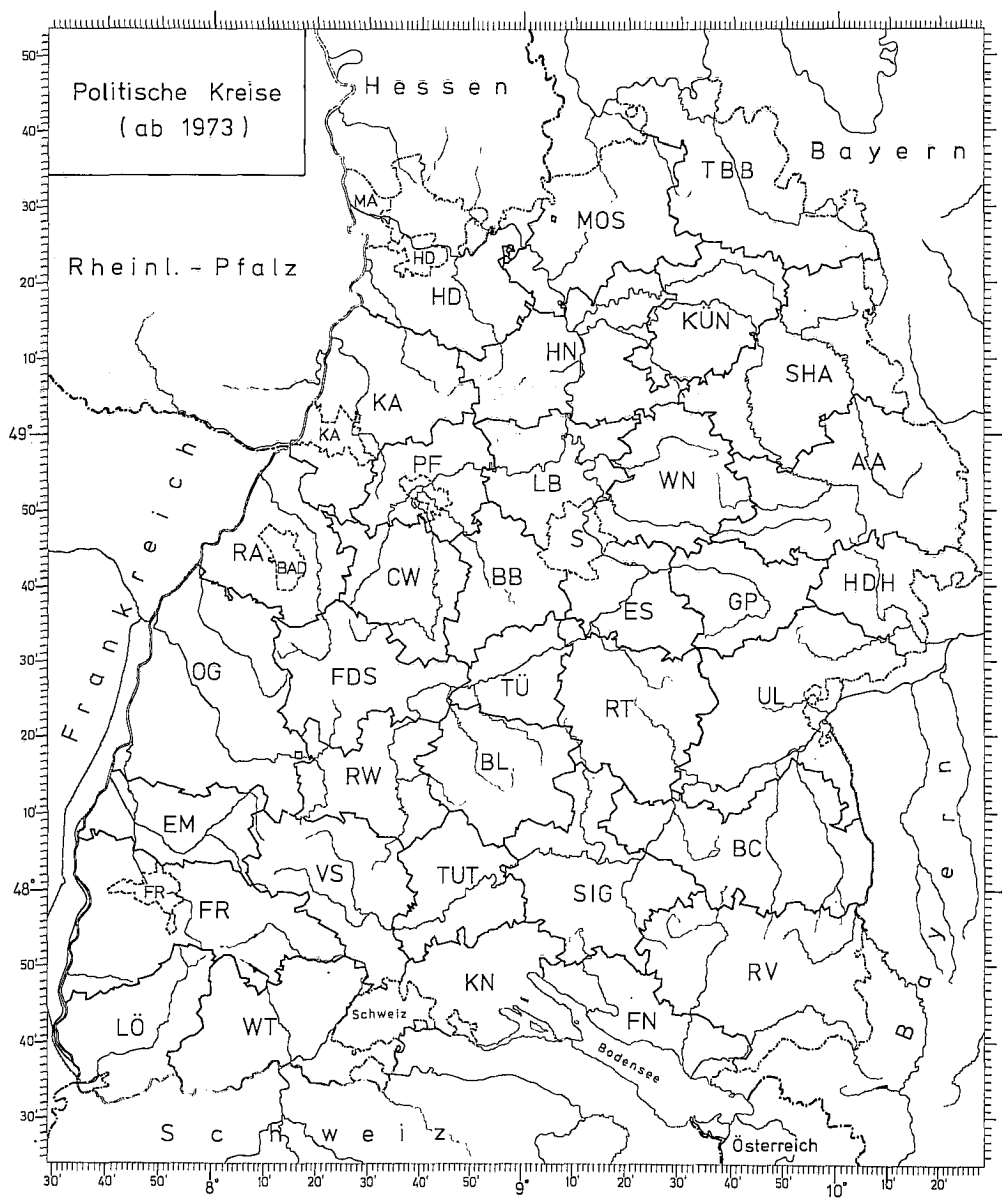 Politische Kreise
(ab 1973)
Hessen
Bayern
Rheinl.-Pfalz
Frankreich
Schweiz
Schweiz
Österreich
Bodensee
Bayern
TBB
MA
MOS
HD
HD
KÜN
HN
SHA
KA
KA
AA
PF
LB
WN
S
RA
BAD
CW
BB
ES
GP
HDH
OG
FDS
TÜ
RT
UL
RW
BL
EM
VS
TUT
SIG
BC
FR
FR
KN
RV
LÖ
WT
FN
50'
40'
30'
20'
10'
49°
50'
40'
30'
20'
10'
48°
50'
40'
30'
30' 40' 50' 8° 10' 20' 30' 40' 50' 9° 10' 20' 30' 40' 50' 10° 10' 20'